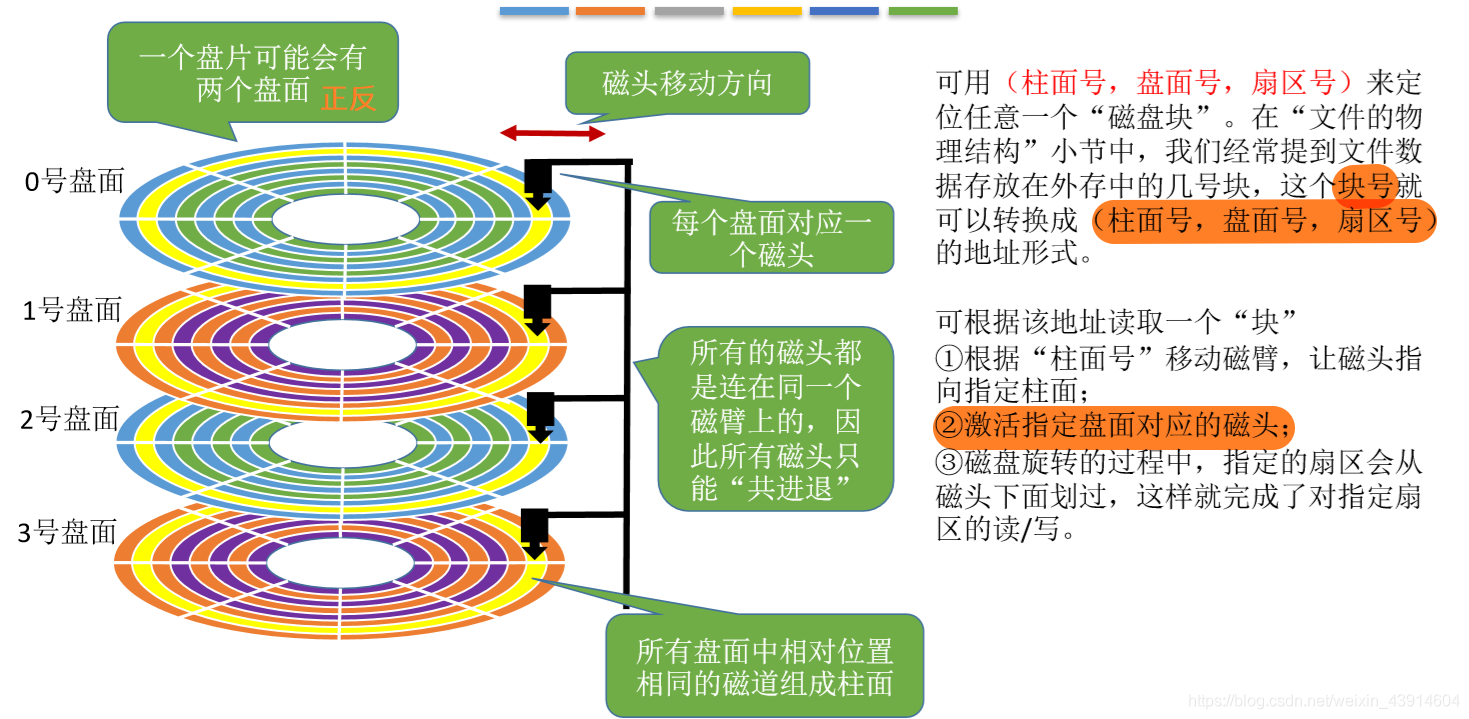 一个盘片可能会有
两个盘面 正反
磁头移动方向
0号盘面
每个盘面对应一
个磁头
1号盘面
所有的磁头都
是连在同一个
磁臂上的，因
此所有磁头只
能“共进退”
2号盘面
3号盘面
所有盘面中相对位置
相同的磁道组成柱面
可用（柱面号，盘面号，扇区号）来定
位任意一个“磁盘块”。在“文件的物
理结构”小节中，我们经常提到文件数
据存放在外存中的几号块，这个块号就
可以转换成（柱面号，盘面号，扇区号）
的地址形式。
可根据该地址读取一个“块”
①根据“柱面号”移动磁臂，让磁头指
向指定柱面；
②激活指定盘面对应的磁头；
③磁盘旋转的过程中，指定的扇区会从
磁头下面划过，这样就完成了对指定扇
区的读/写。
https://blog.csdn.net/weixin_43914604